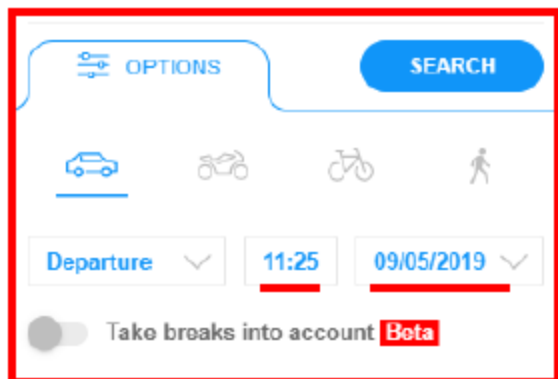 OPTIONS SEARCH
Departure 11:25 09/05/2019
Take breaks into account Beta